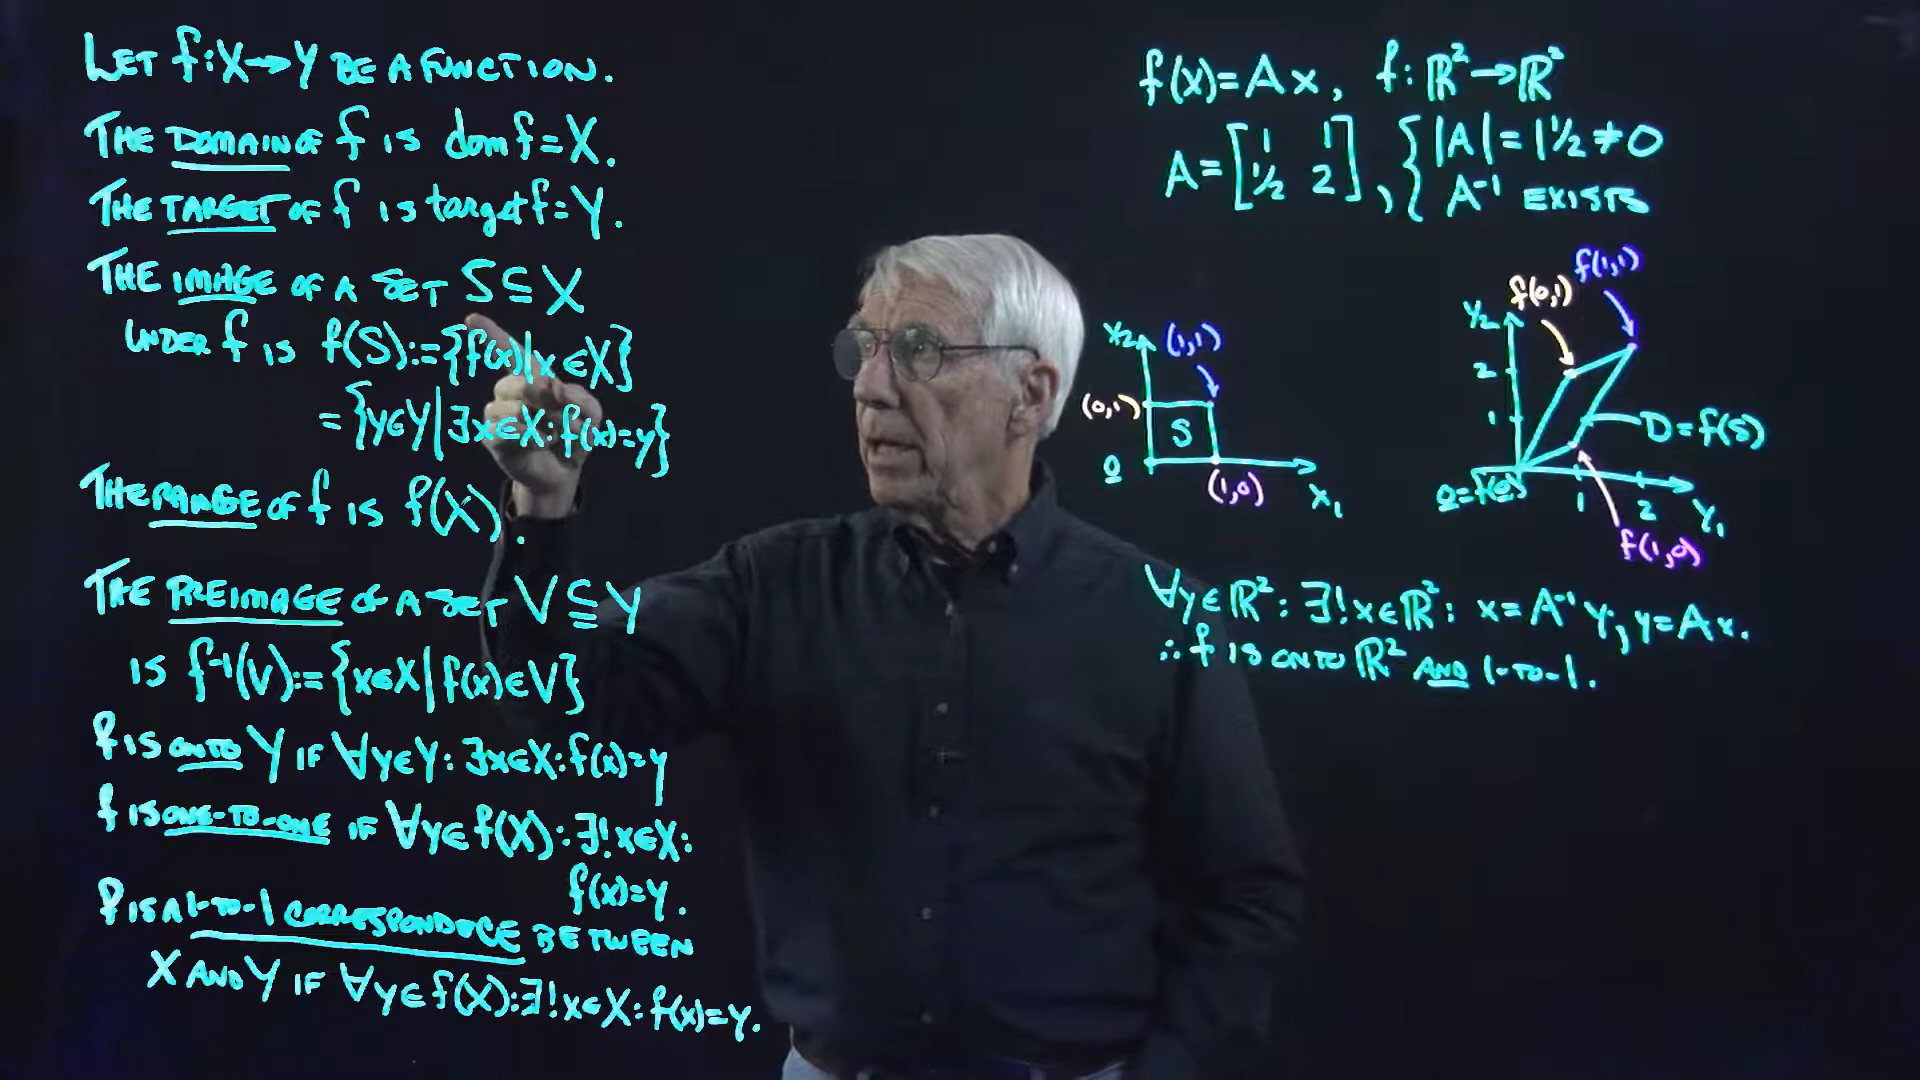 LET f:X→Y BE A FUNCTION.
THE DOMAIN OF f IS dom f=X.
THE TARGET OF f IS target f=Y.
THE IMAGE OF A SET S⊆X
UNDER f IS f(S):={f(x)|x∈X}
={y∈Y|∃x∈X:f(x)=y}
THE RANGE OF f IS f(X).
THE PREIMAGE OF A SET V⊆Y
IS f⁻¹(V):={x∈X|f(x)∈V}
f IS ONTO Y IF ∀y∈Y:∃x∈X:f(x)=y
f IS ONE-TO-ONE IF ∀y∈f(X):∃!x∈X:
f(x)=y.
f IS A 1-TO-1 CORRESPONDECE BETWEEN
X AND Y IF ∀y∈f(X):∃!x∈X:f(x)=y.
f(x)=Ax, f:ℝ²→ℝ²
A=[1 1; ½ 2], {|A|=1½≠0
A⁻¹ EXISTS
x₂
(1,1)
(0,1)
S
0
(1,0)
x₁
f(1,1)
f(0,1)
y₂
2
1
D=f(S)
0=f(0)
1
2
y₁
f(1,0)
∀y∈ℝ²:∃!x∈ℝ²: x=A⁻¹y, y=Ax.
∴ f IS ONTO ℝ² AND 1-TO-1.